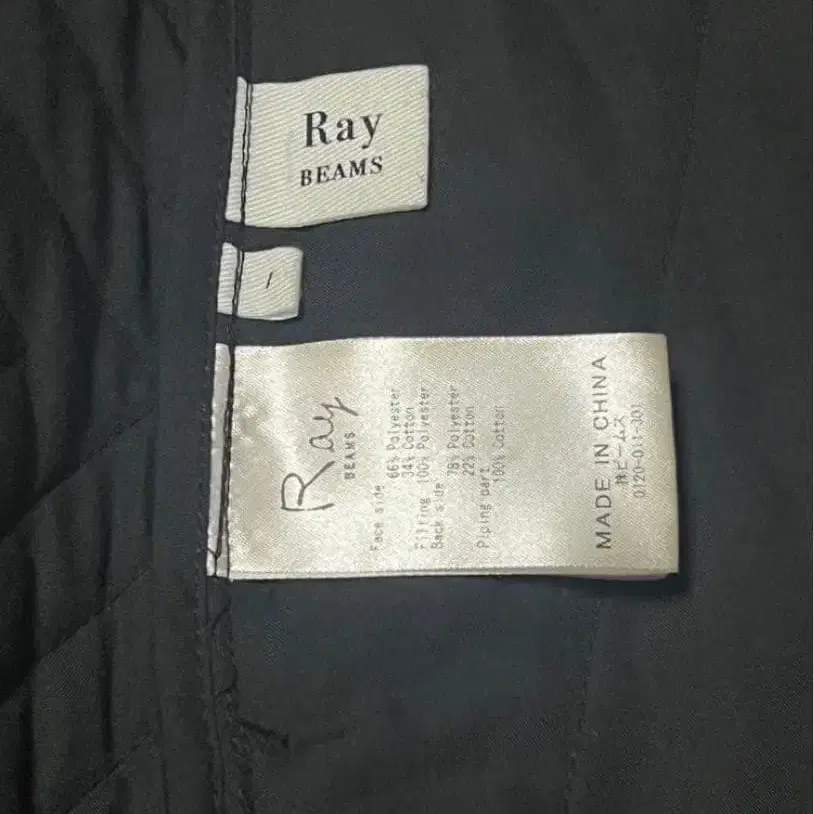 Ray
BEAMS
1
Ray
BEAMS
Face side
66% Polyester
34% Cotton
Filling 100% Polyester
Back side
78% Polyester
22% Cotton
Piping part
100% Cotton
MADE IN CHINA
㈱ビームス
0120-011-301